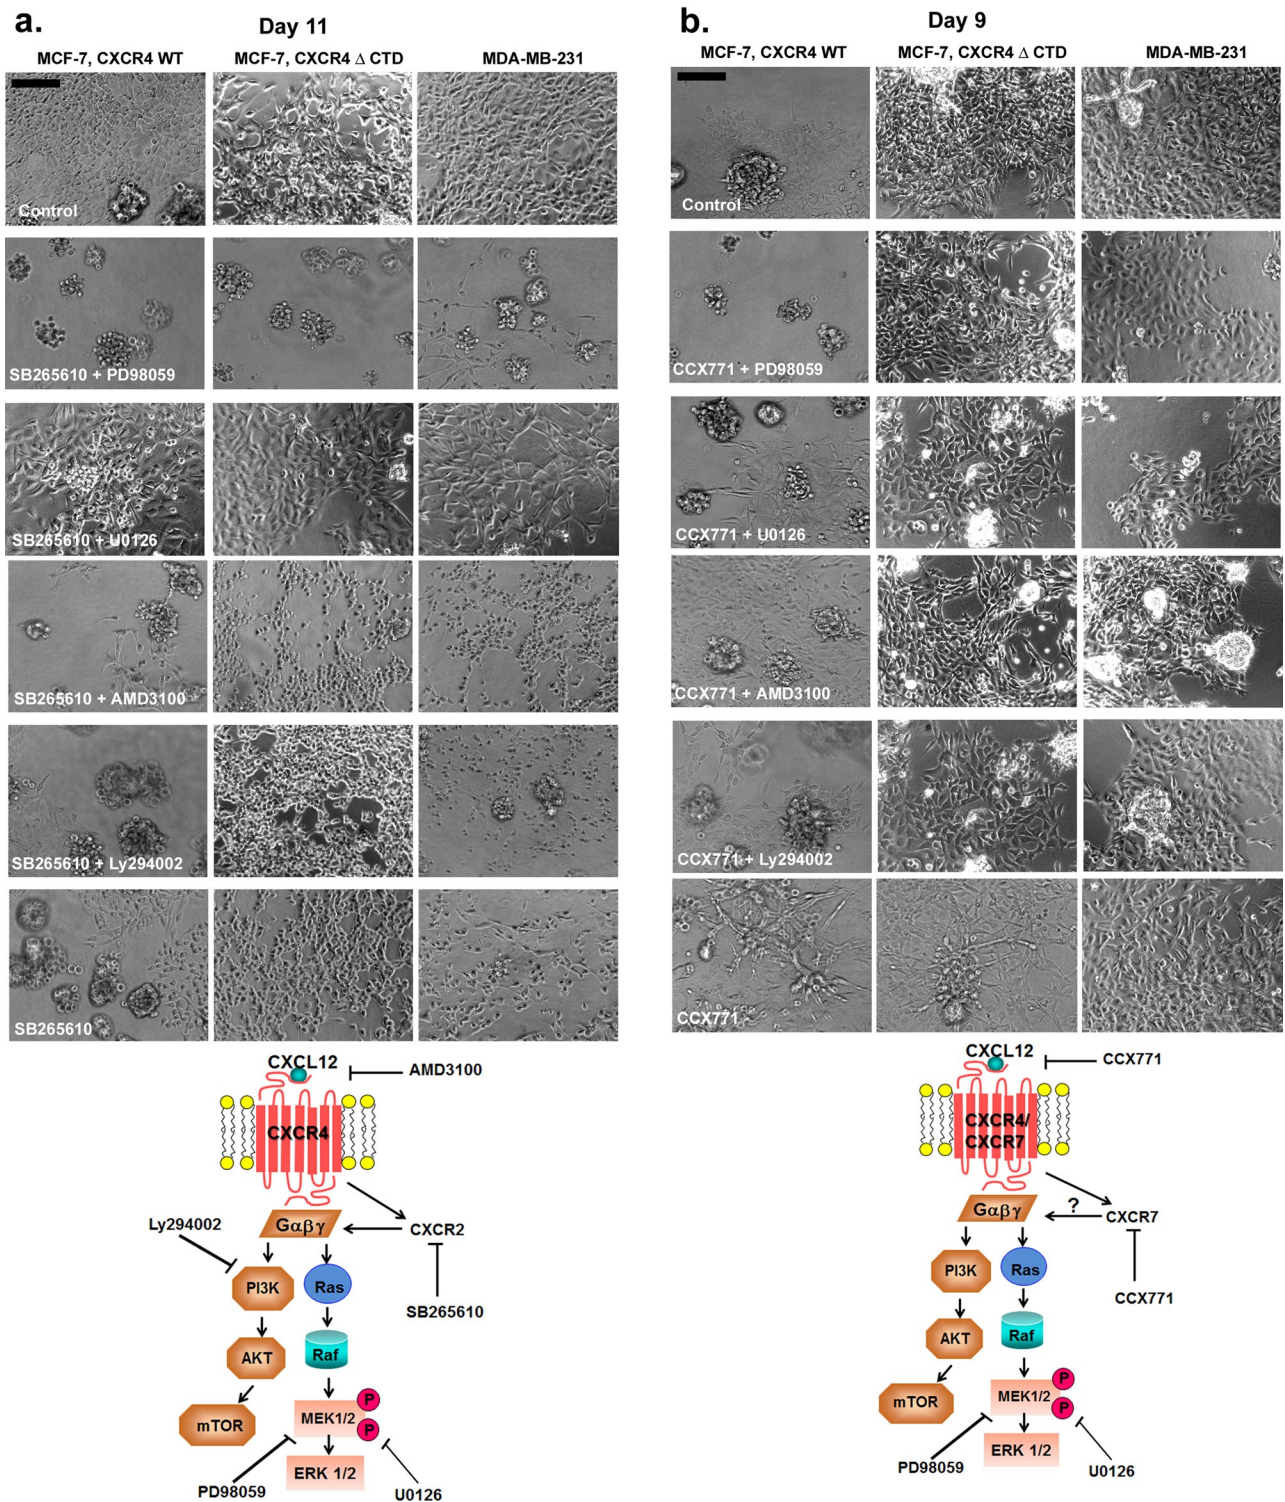 a.
Day 11
MCF-7, CXCR4 WT
MCF-7, CXCR4 Δ CTD
MDA-MB-231
Control
SB265610 + PD98059
SB265610 + U0126
SB265610 + AMD3100
SB265610 + Ly294002
SB265610
CXCL12
AMD3100
CXCR4
Gαβγ
CXCR2
Ly294002
PI3K
Ras
SB265610
AKT
Raf
mTOR
MEK1/2
P
P
ERK 1/2
PD98059
U0126
b.
Day 9
MCF-7, CXCR4 WT
MCF-7, CXCR4 Δ CTD
MDA-MB-231
Control
CCX771 + PD98059
CCX771 + U0126
CCX771 + AMD3100
CCX771 + Ly294002
CCX771
CXCL12
CCX771
CXCR4/
CXCR7
Gαβγ
?
CXCR7
PI3K
Ras
CCX771
AKT
Raf
mTOR
MEK1/2
P
P
ERK 1/2
PD98059
U0126